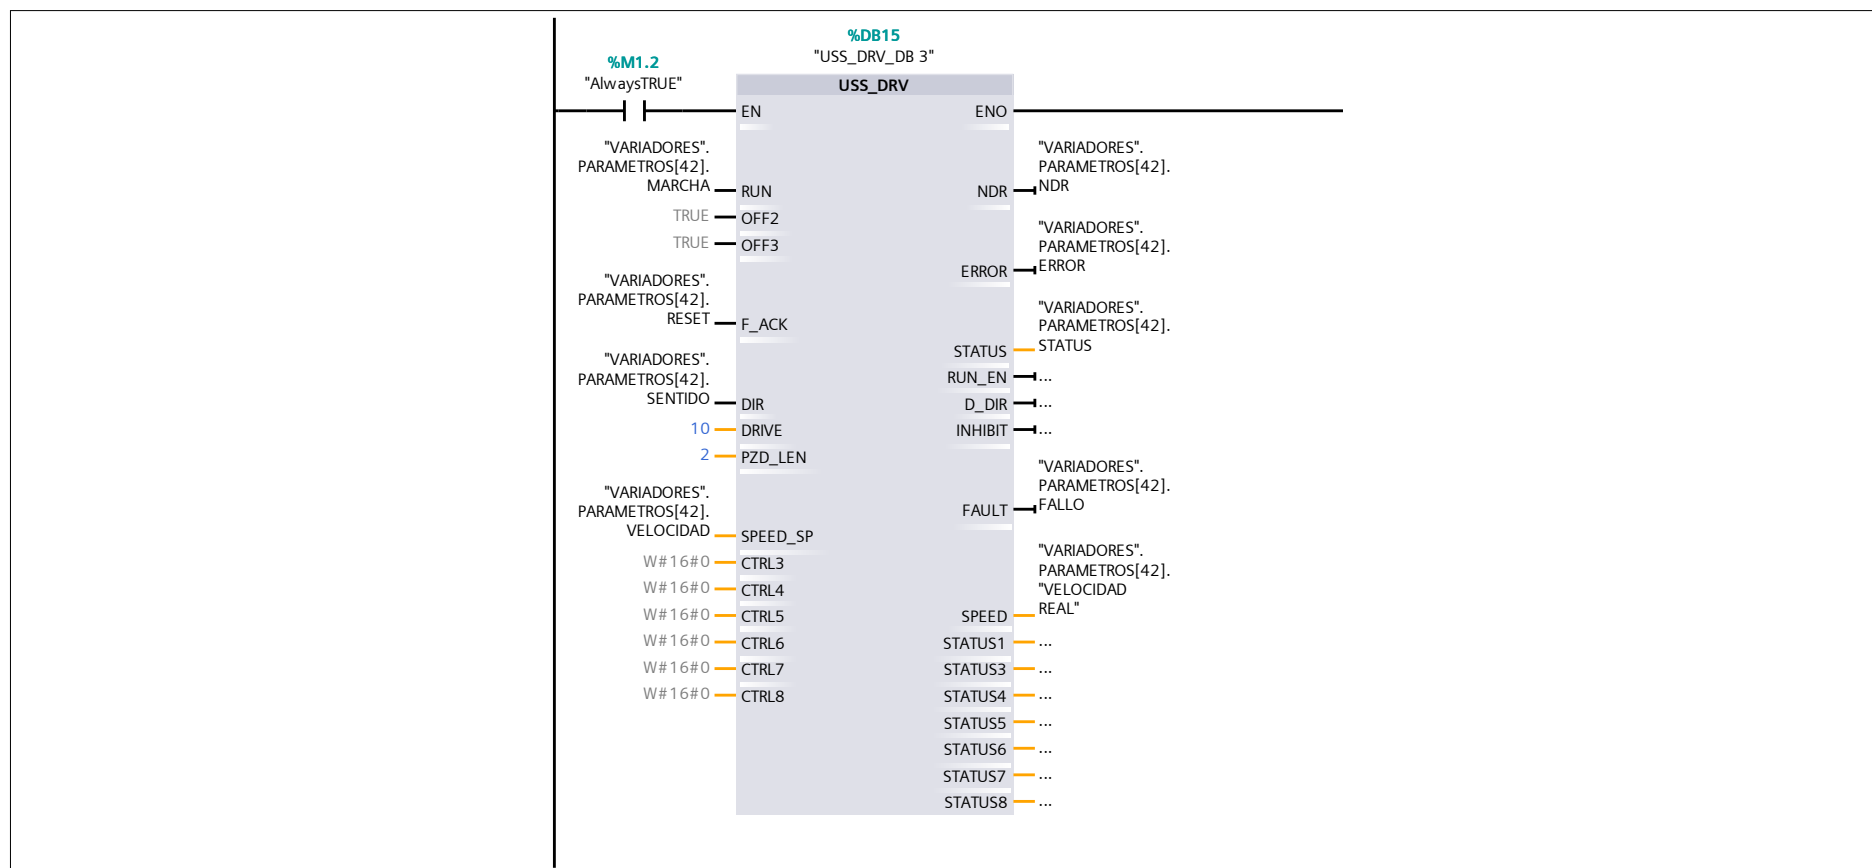 %DB15
"USS_DRV_DB 3"
%M1.2
"AlwaysTRUE"
USS_DRV
EN
ENO
"VARIADORES".
PARAMETROS[42].
MARCHA
RUN
TRUE
OFF2
TRUE
OFF3
"VARIADORES".
PARAMETROS[42].
RESET
F_ACK
"VARIADORES".
PARAMETROS[42].
SENTIDO
DIR
10
DRIVE
2
PZD_LEN
"VARIADORES".
PARAMETROS[42].
VELOCIDAD
SPEED_SP
W#16#0
CTRL3
W#16#0
CTRL4
W#16#0
CTRL5
W#16#0
CTRL6
W#16#0
CTRL7
W#16#0
CTRL8
"VARIADORES".
PARAMETROS[42].
NDR
NDR
"VARIADORES".
PARAMETROS[42].
ERROR
ERROR
"VARIADORES".
PARAMETROS[42].
STATUS
STATUS
RUN_EN
...
D_DIR
...
INHIBIT
...
"VARIADORES".
PARAMETROS[42].
FAULT
FALLO
"VARIADORES".
PARAMETROS[42].
"VELOCIDAD
REAL"
SPEED
STATUS1
...
STATUS3
...
STATUS4
...
STATUS5
...
STATUS6
...
STATUS7
...
STATUS8
...